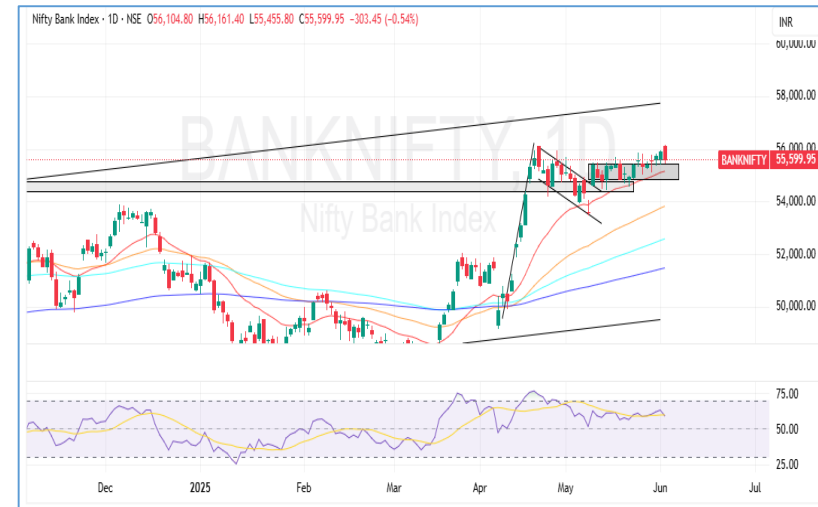 Nifty Bank Index · 1D · NSE O56,104.80 H56,161.40 L55,455.80 C55,599.95 −303.45 (−0.54%)
INR
60,000.00
58,000.00
BANKNIFTY, 1D
56,000.00
BANKNIFTY 55,599.95
54,000.00
Nifty Bank Index
52,000.00
50,000.00
75.00
50.00
25.00
Dec 2025 Feb Mar Apr May Jun Jul